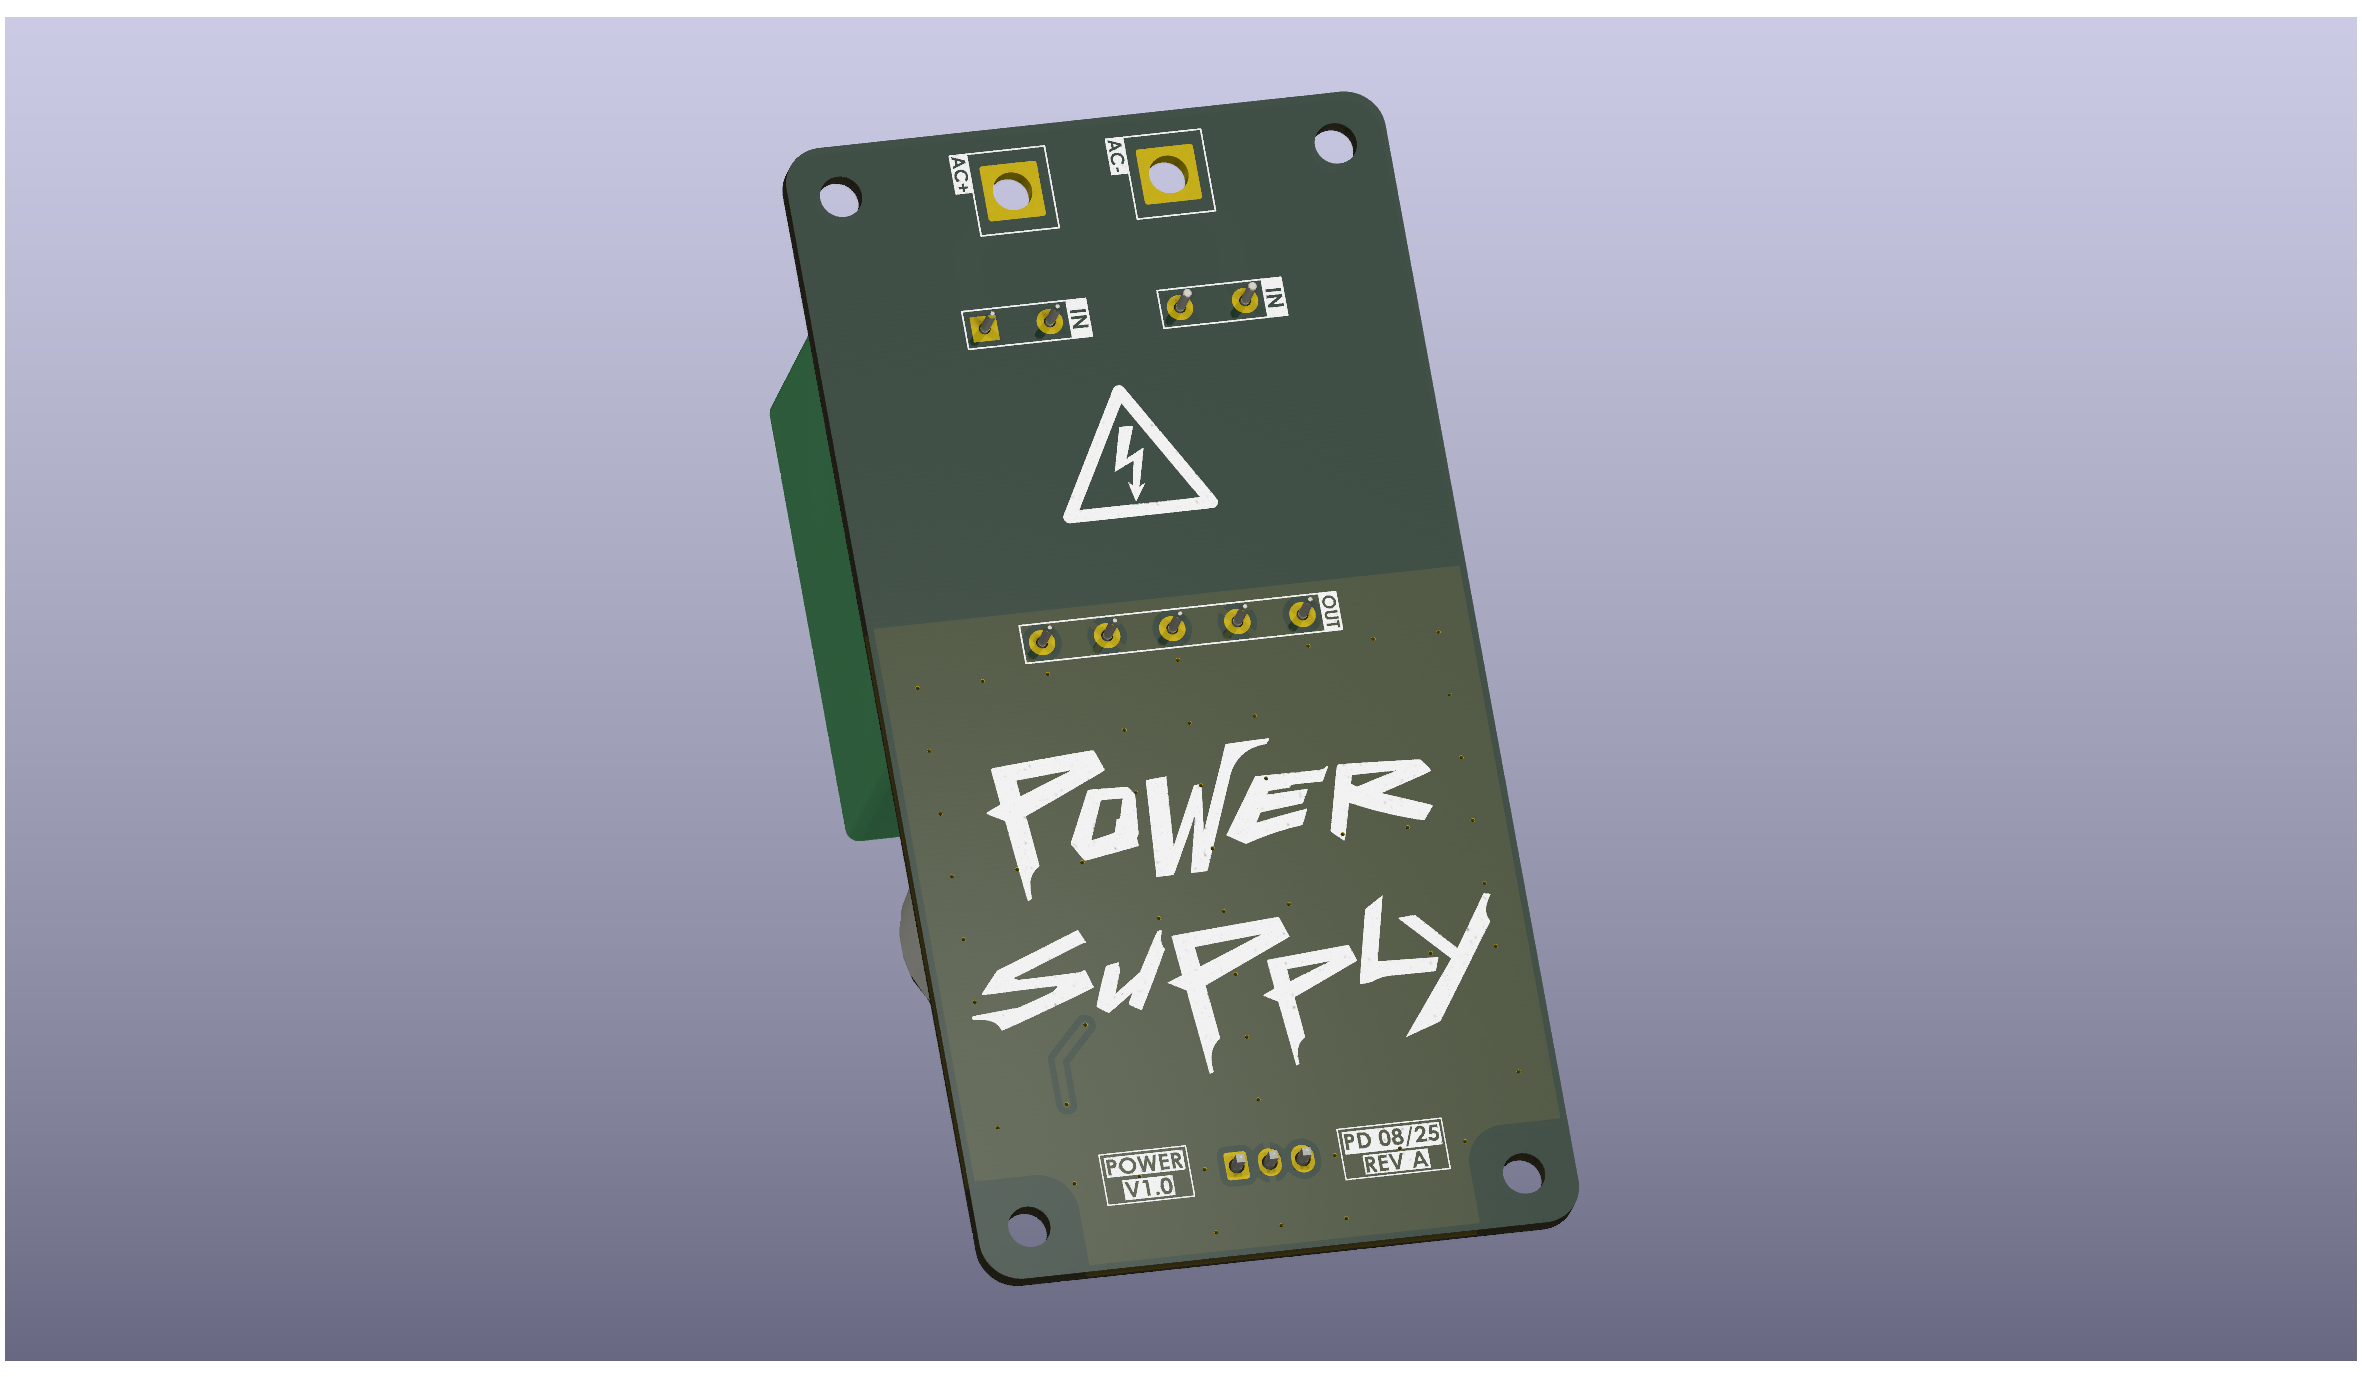 AC+
AC-
IN
IN
OUT
POWER
SUPPLY
POWER
V1.0
PD 08/25
REV A